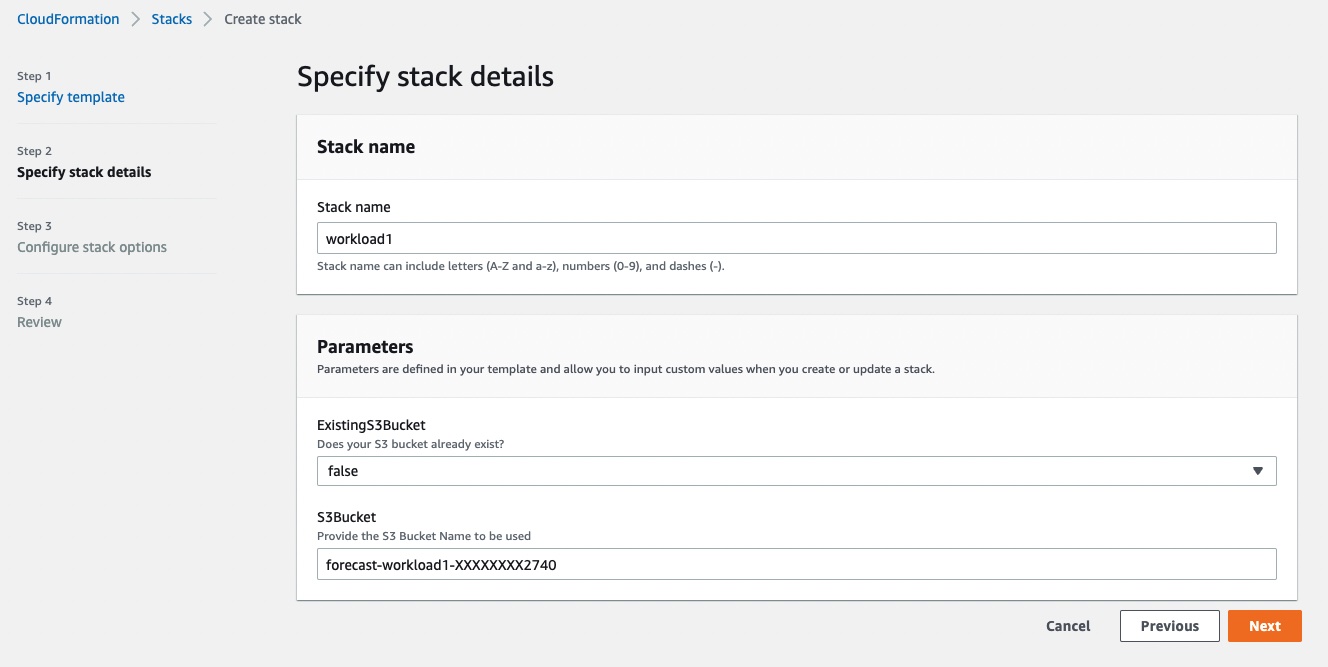 CloudFormation > Stacks > Create stack
Step 1
Specify template
Step 2
Specify stack details
Step 3
Configure stack options
Step 4
Review
Specify stack details
Stack name
Stack name
workload1
Stack name can include letters (A-Z and a-z), numbers (0-9), and dashes (-).
Parameters
Parameters are defined in your template and allow you to input custom values when you create or update a stack.
ExistingS3Bucket
Does your S3 bucket already exist?
false
S3Bucket
Provide the S3 Bucket Name to be used
forecast-workload1-XXXXXXXX2740
Cancel Previous Next